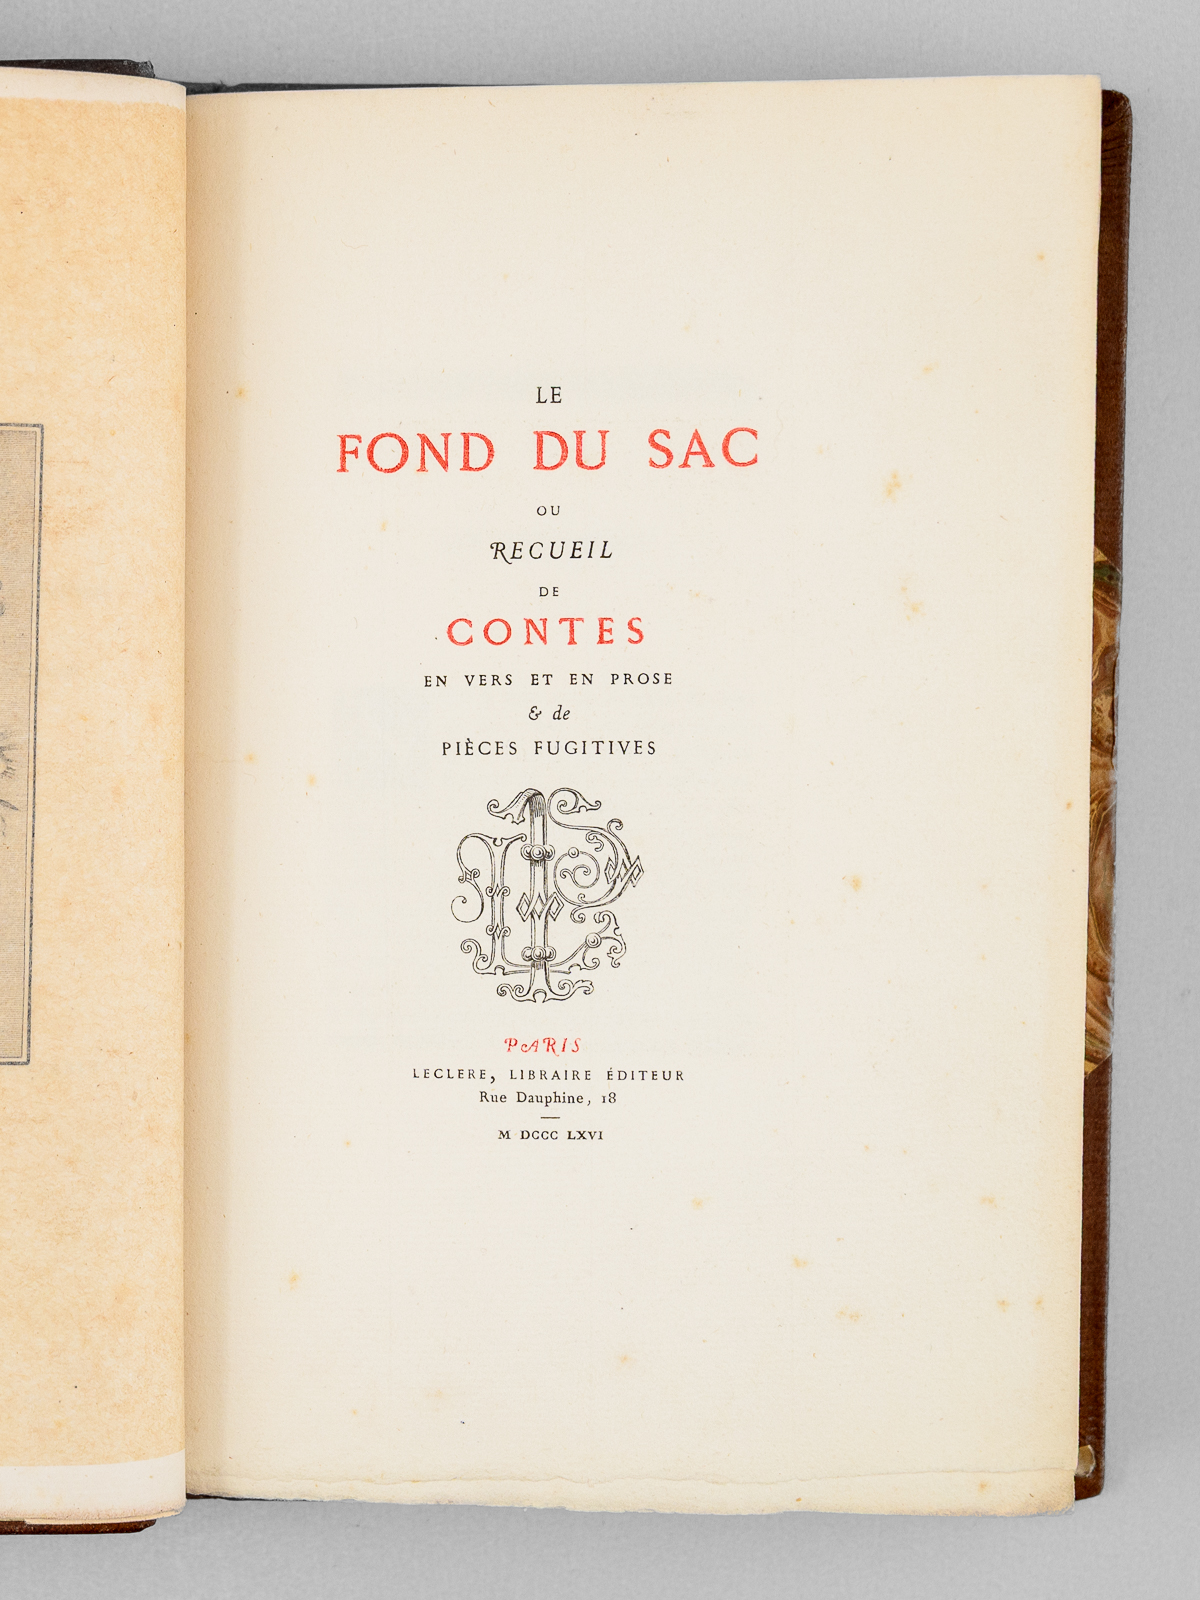 LE
FOND DU SAC
OU
RECUEIL
DE
CONTES
EN VERS ET EN PROSE
& de
PIÈCES FUGITIVES
PARIS
LECLERE, LIBRAIRE ÉDITEUR
Rue Dauphine, 18
M DCCC LXVI